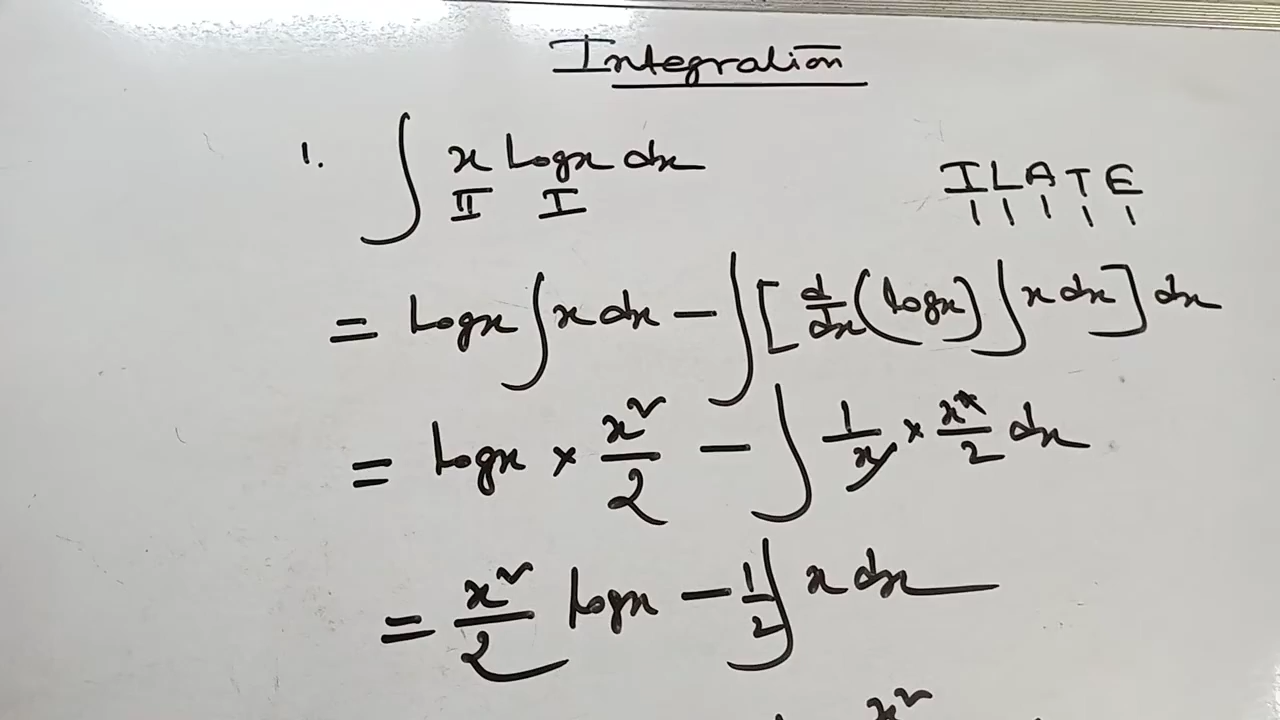 Integration
1. ∫ x logx dx
II I
ILATE
= logx ∫ x dx − ∫ [ d/dx (logx) ∫ x dx ] dx
= logx × x²/2 − ∫ 1/x × x²/2 dx
= x²/2 logx − 1/2 ∫ x dx
x²